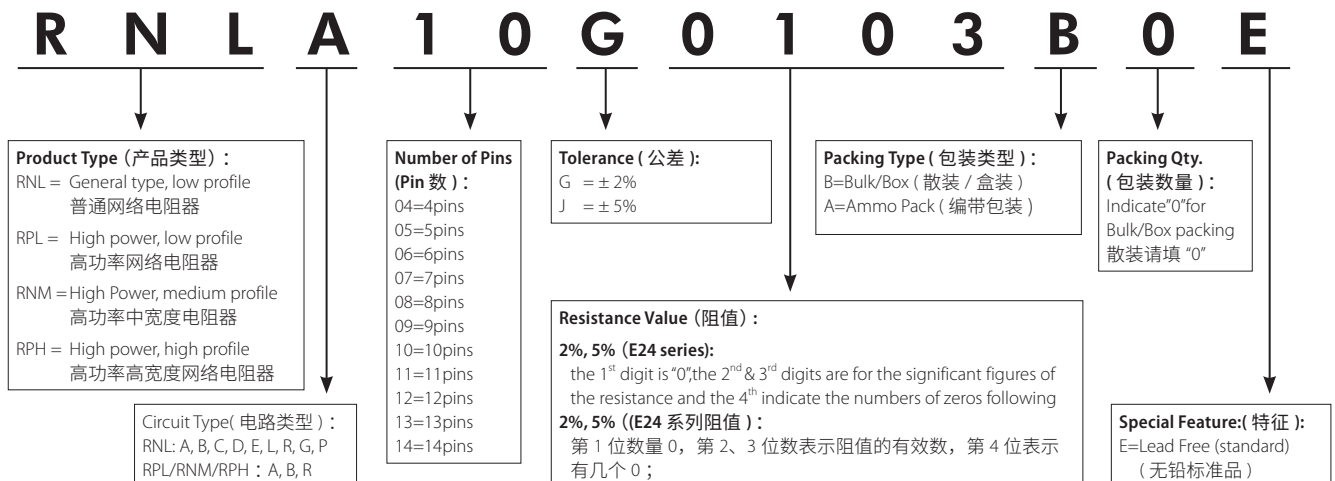 R N L A 1 0 G 0 1 0 3 B 0 E
Product Type（产品类型）：
RNL = General type, low profile
普通网络电阻器
RPL = High power, low profile
高功率网络电阻器
RNM = High Power, medium profile
高功率中宽度电阻器
RPH = High power, high profile
高功率高宽度网络电阻器
Circuit Type( 电路类型 )：
RNL: A, B, C, D, E, L, R, G, P
RPL/RNM/RPH：A, B, R
Number of Pins
(Pin 数 )：
04=4pins
05=5pins
06=6pins
07=7pins
08=8pins
09=9pins
10=10pins
11=11pins
12=12pins
13=13pins
14=14pins
Tolerance ( 公差 ):
G = ± 2%
J = ± 5%
Resistance Value（阻值）：
2%, 5%（E24 series):
the 1st digit is "0",the 2nd & 3rd digits are for the significant figures of
the resistance and the 4th indicate the numbers of zeros following
2%, 5%（(E24 系列阻值 )：
第 1 位数量 0，第 2、3 位数表示阻值的有效数，第 4 位表示
有几个 0；
Packing Type ( 包装类型 )：
B=Bulk/Box ( 散装 / 盒装 )
A=Ammo Pack ( 编带包装 )
Packing Qty.
( 包装数量 )：
Indicate"0"for
Bulk/Box packing
散装请填 “0”
Special Feature:( 特征 )：
E=Lead Free (standard)
( 无铅标准品 )